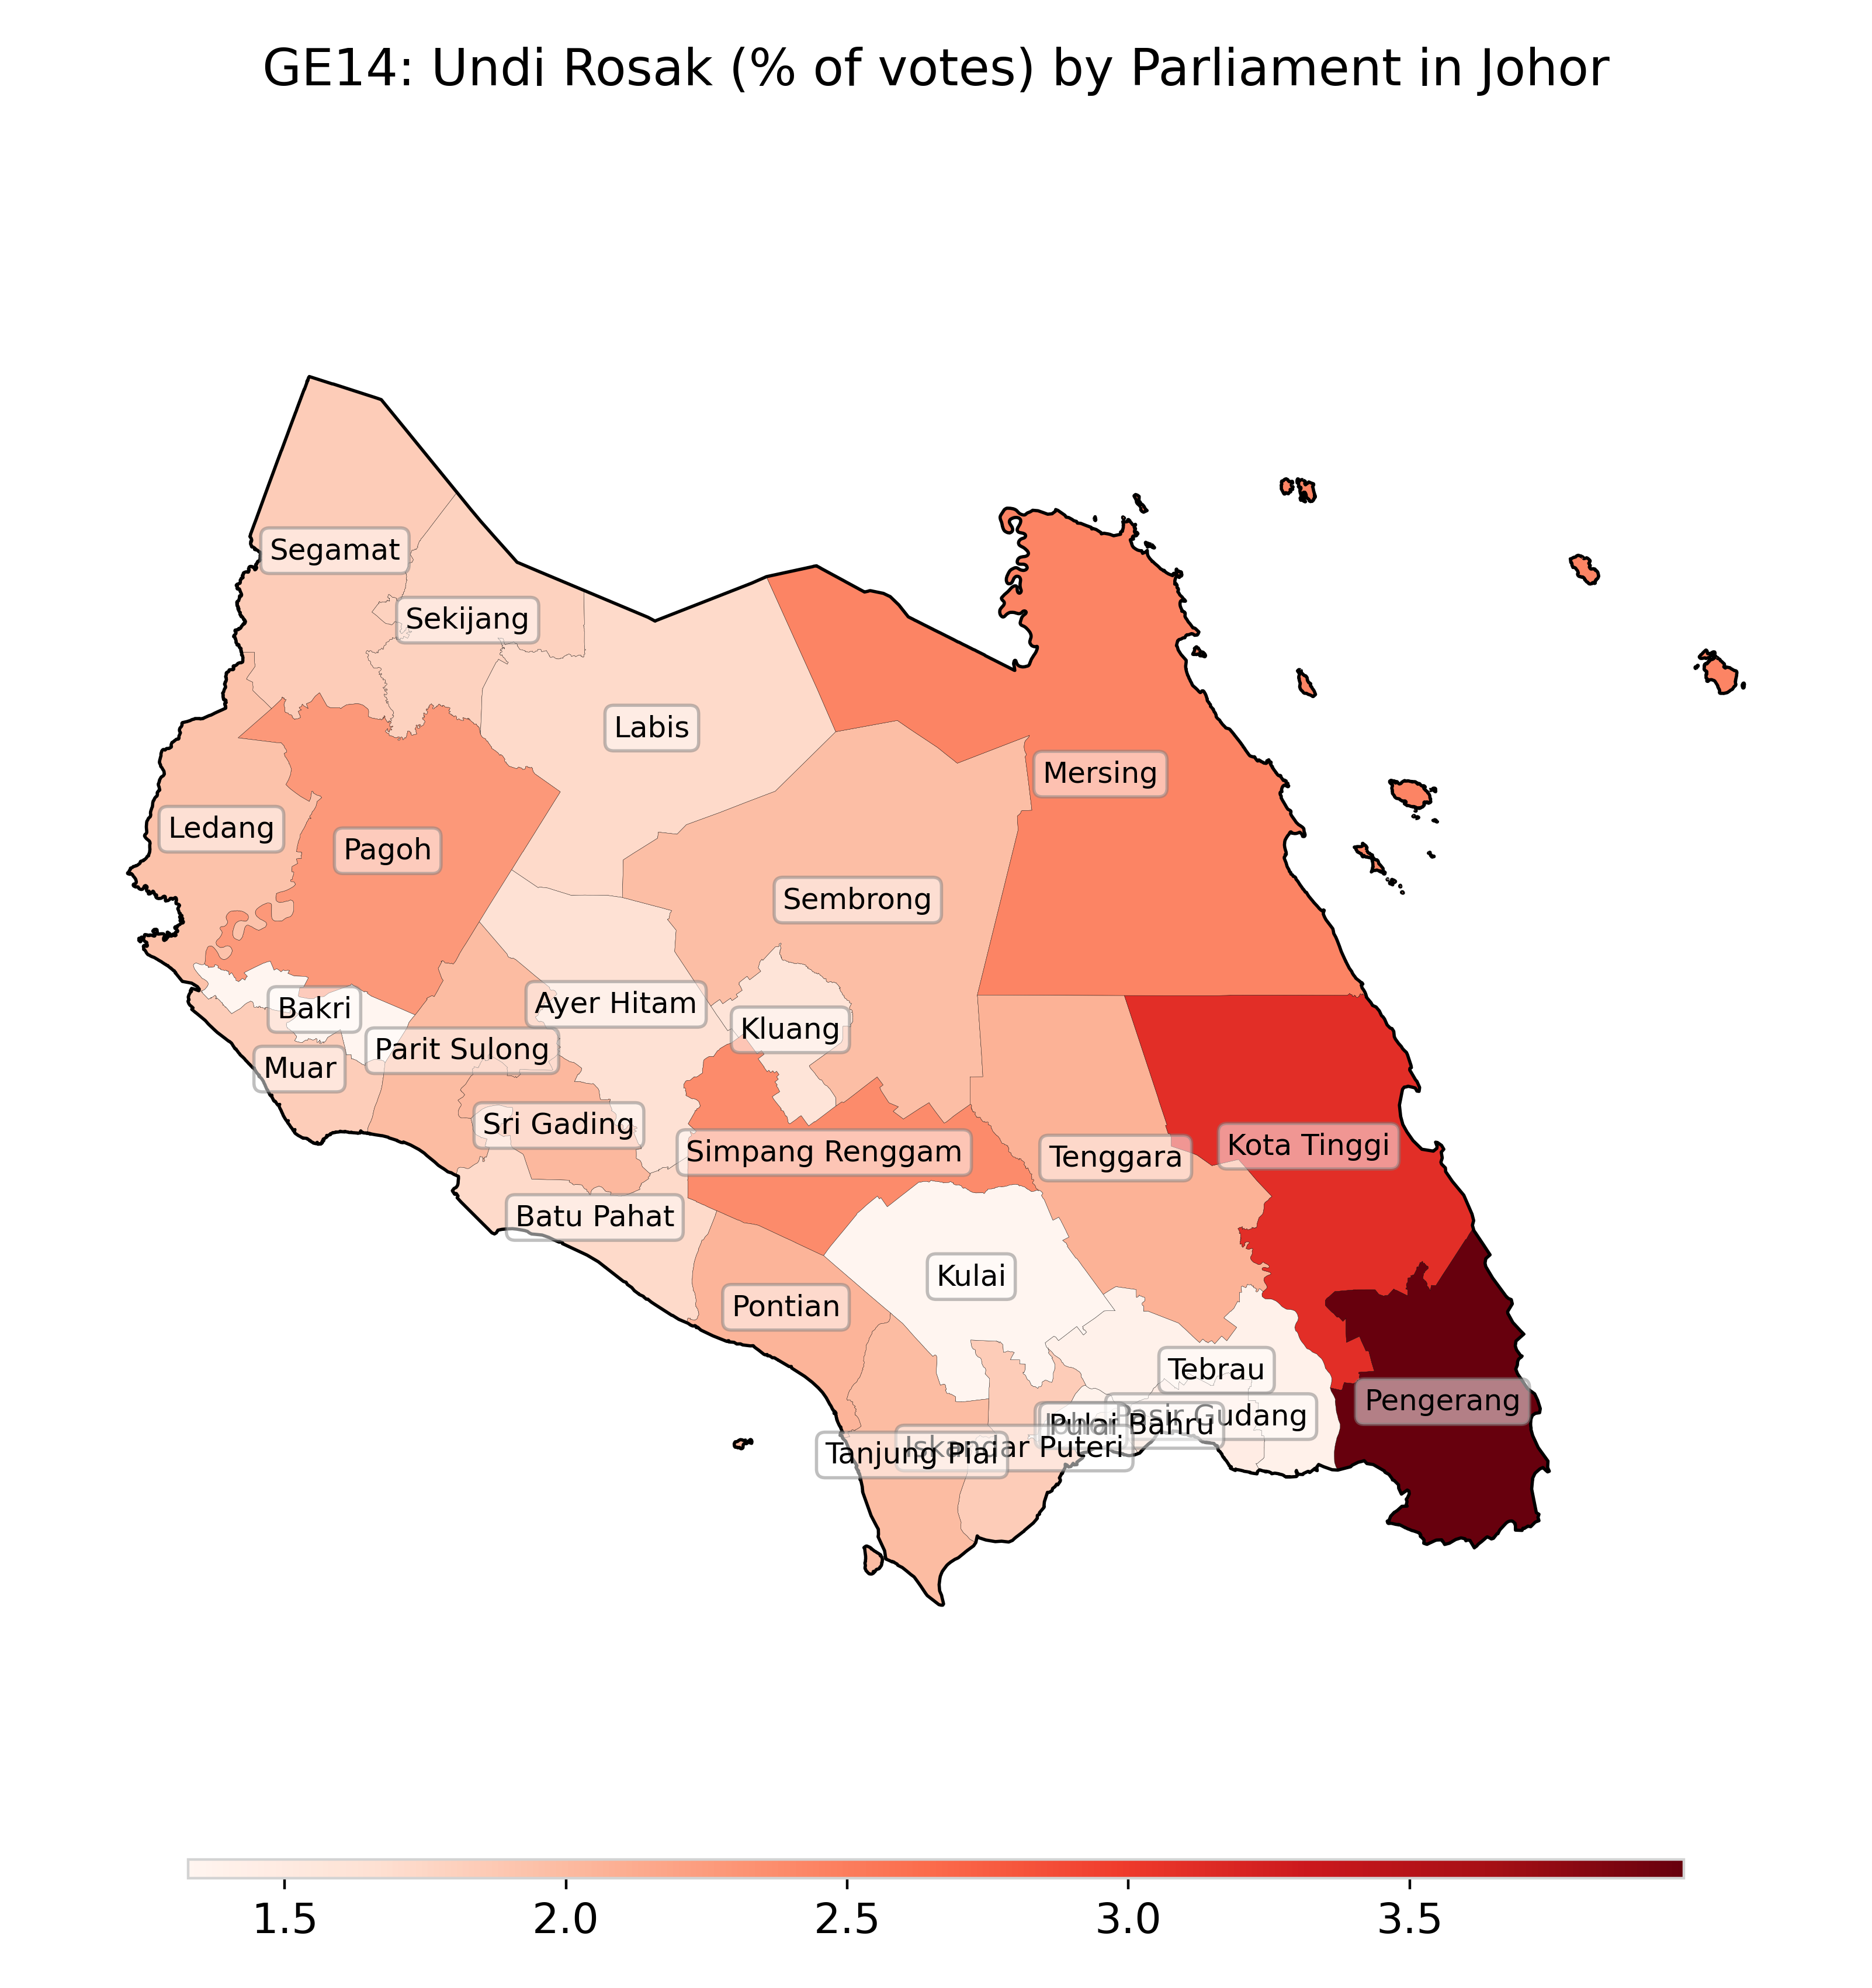 GE14: Undi Rosak (% of votes) by Parliament in Johor
Segamat
Sekijang
Labis
Mersing
Ledang
Pagoh
Sembrong
Ayer Hitam
Bakri
Kluang
Parit Sulong
Muar
Sri Gading
Kota Tinggi
Simpang Renggam
Tenggara
Batu Pahat
Kulai
Pontian
Tebrau
Pengerang
Pasir Gudang
Pulai
Bahru
Iskandar Puteri
Tanjung Piai
1.5
2.0
2.5
3.0
3.5